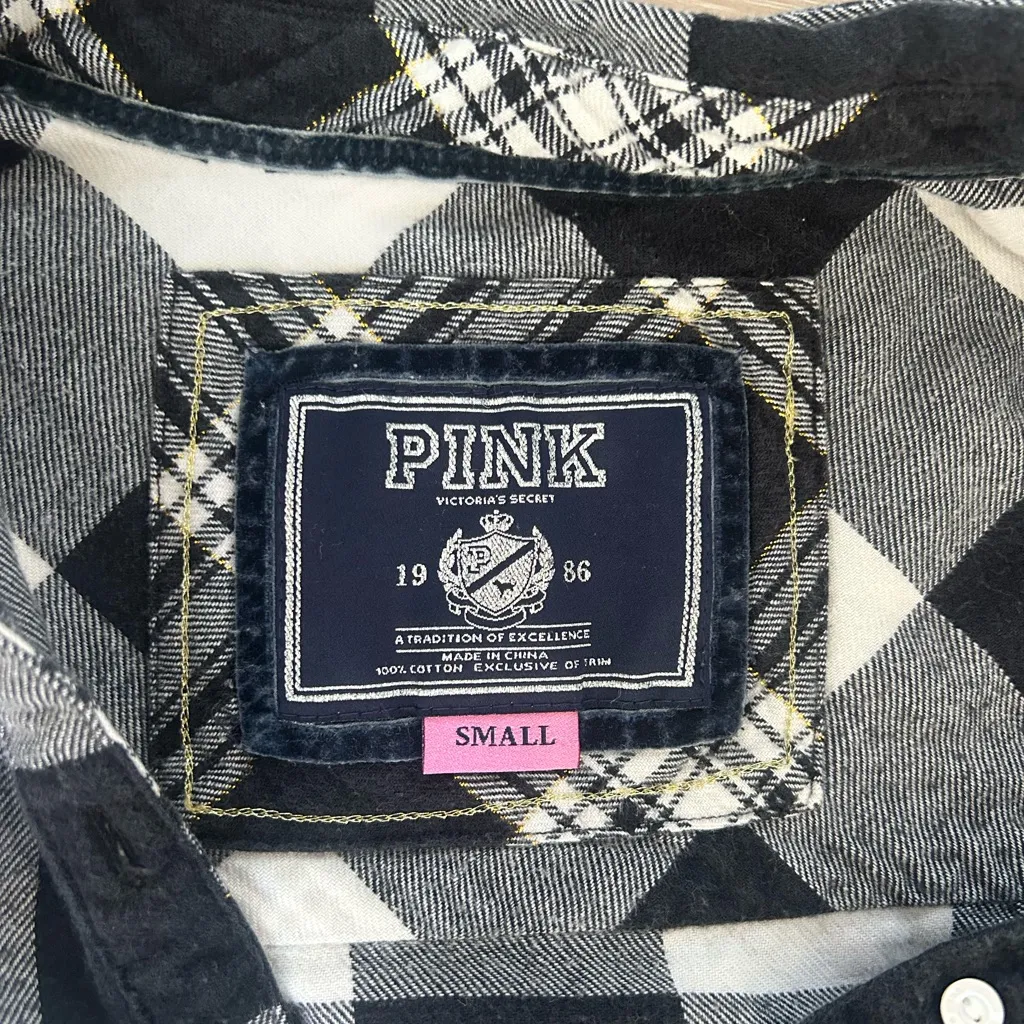 PINK
VICTORIA'S SECRET
P
19 86
A TRADITION OF EXCELLENCE
MADE IN CHINA
100% COTTON EXCLUSIVE OF TRIM
SMALL